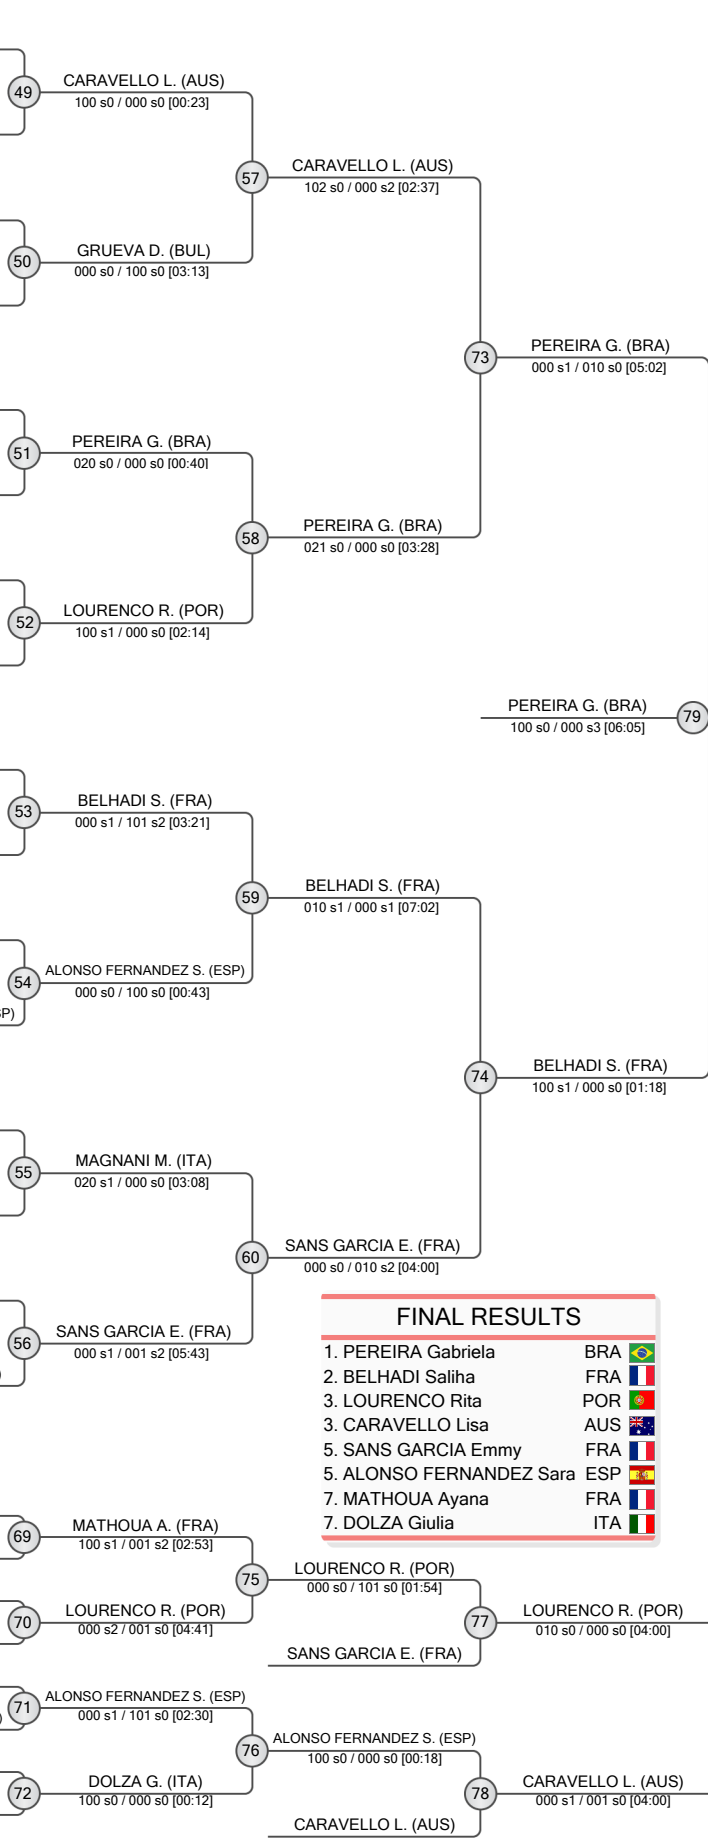 49
CARAVELLO L. (AUS)
100 s0 / 000 s0 [00:23]
57
CARAVELLO L. (AUS)
102 s0 / 000 s2 [02:37]
50
GRUEVA D. (BUL)
000 s0 / 100 s0 [03:13]
73
PEREIRA G. (BRA)
000 s1 / 010 s0 [05:02]
51
PEREIRA G. (BRA)
020 s0 / 000 s0 [00:40]
58
PEREIRA G. (BRA)
021 s0 / 000 s0 [03:28]
52
LOURENCO R. (POR)
100 s1 / 000 s0 [02:14]
PEREIRA G. (BRA)
100 s0 / 000 s3 [06:05]
79
53
BELHADI S. (FRA)
000 s1 / 101 s2 [03:21]
59
BELHADI S. (FRA)
010 s1 / 000 s1 [07:02]
54
ALONSO FERNANDEZ S. (ESP)
000 s0 / 100 s0 [00:43]
P)
74
BELHADI S. (FRA)
100 s1 / 000 s0 [01:18]
55
MAGNANI M. (ITA)
020 s1 / 000 s0 [03:08]
60
SANS GARCIA E. (FRA)
000 s0 / 010 s2 [04:00]
56
SANS GARCIA E. (FRA)
000 s1 / 001 s2 [05:43]
)
FINAL RESULTS
1. PEREIRA Gabriela BRA
2. BELHADI Saliha FRA
3. LOURENCO Rita POR
3. CARAVELLO Lisa AUS
5. SANS GARCIA Emmy FRA
5. ALONSO FERNANDEZ Sara ESP
7. MATHOUA Ayana FRA
7. DOLZA Giulia ITA
69
MATHOUA A. (FRA)
100 s1 / 001 s2 [02:53]
75
LOURENCO R. (POR)
000 s0 / 101 s0 [01:54]
70
LOURENCO R. (POR)
000 s2 / 001 s0 [04:41]
77
LOURENCO R. (POR)
010 s0 / 000 s0 [04:00]
SANS GARCIA E. (FRA)
71
ALONSO FERNANDEZ S. (ESP)
000 s1 / 101 s0 [02:30]
)
76
ALONSO FERNANDEZ S. (ESP)
100 s0 / 000 s0 [00:18]
72
DOLZA G. (ITA)
100 s0 / 000 s0 [00:12]
78
CARAVELLO L. (AUS)
000 s1 / 001 s0 [04:00]
CARAVELLO L. (AUS)